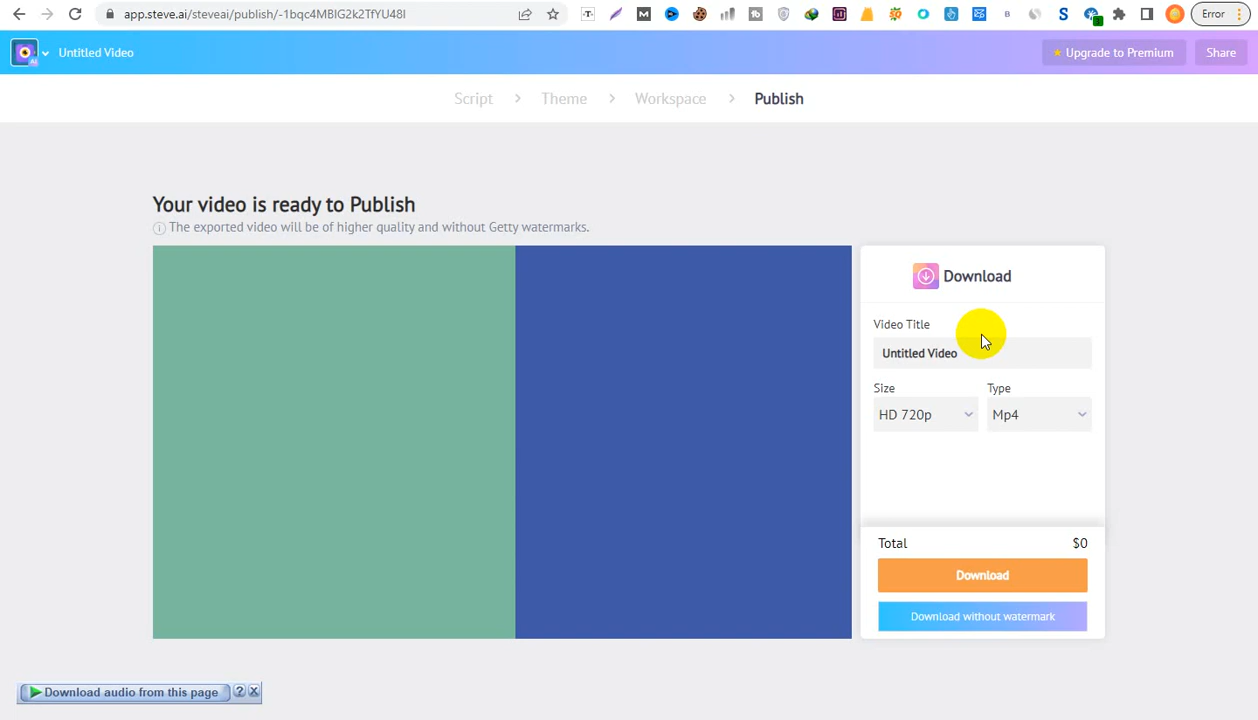 app.steve.ai/steveai/publish/-1bqc4MBIG2k2TfYU48I
Error
AI
Untitled Video
Upgrade to Premium
Share
Script > Theme > Workspace > Publish
Your video is ready to Publish
The exported video will be of higher quality and without Getty watermarks.
Download
Video Title
Untitled Video
Size Type
HD 720p Mp4
Total $0
Download
Download without watermark
Download audio from this page ? x